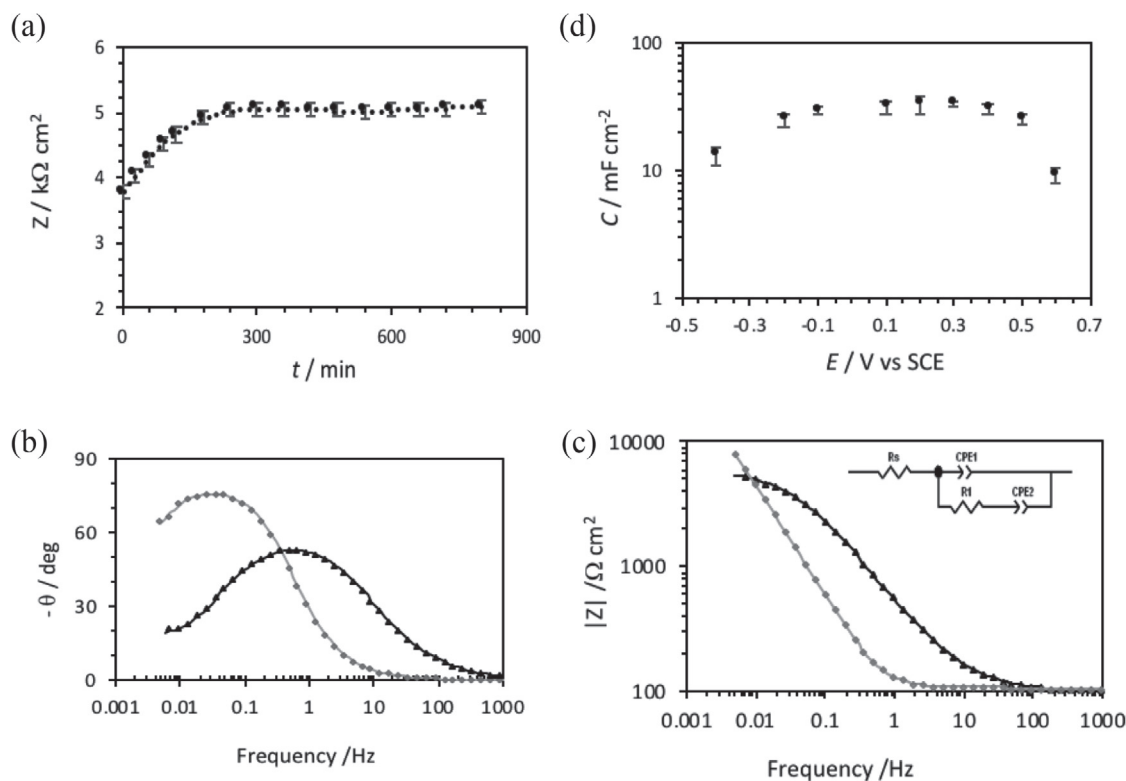 (a)
6
5
4
3
2
Z / kΩ cm²
0 300 600 900
t / min
(d)
100
10
1
C / mF cm⁻²
-0.5 -0.3 -0.1 0.1 0.3 0.5 0.7
E / V vs SCE
(b)
90
60
30
0
- θ / deg
0.001 0.01 0.1 1 10 100 1000
Frequency /Hz
(c)
10000
1000
100
|Z| /Ω cm²
Rs CPE1
R1 CPE2
0.001 0.01 0.1 1 10 100 1000
Frequency /Hz